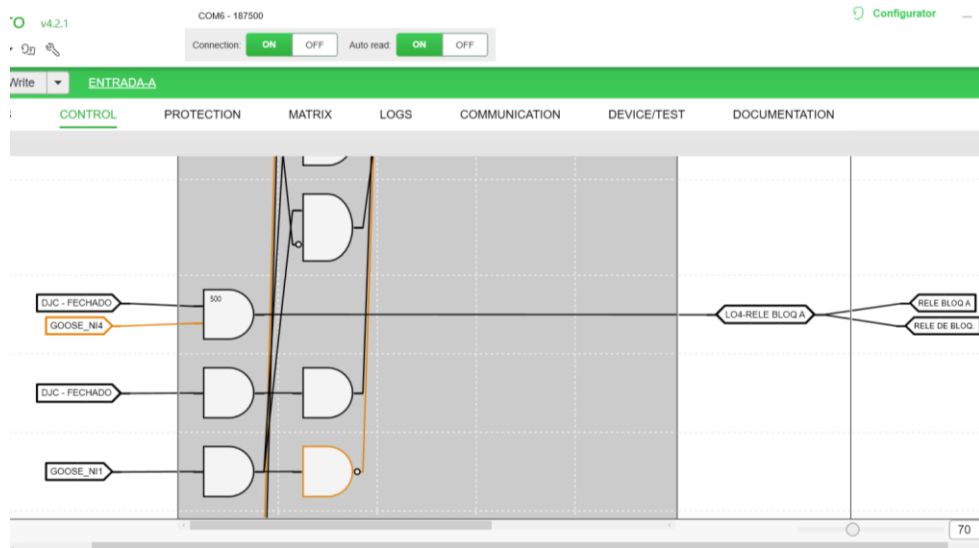 TO v4.2.1
COM6 - 187500
Configurator
Connection: ON OFF Auto read: ON OFF
Write ENTRADA-A
CONTROL PROTECTION MATRIX LOGS COMMUNICATION DEVICE/TEST DOCUMENTATION
500
DJC - FECHADO
GOOSE_NI4
LO4-RELE BLOQ A
RELE BLOQ A
RELE DE BLOQ.
DJC - FECHADO
GOOSE_NI1
70